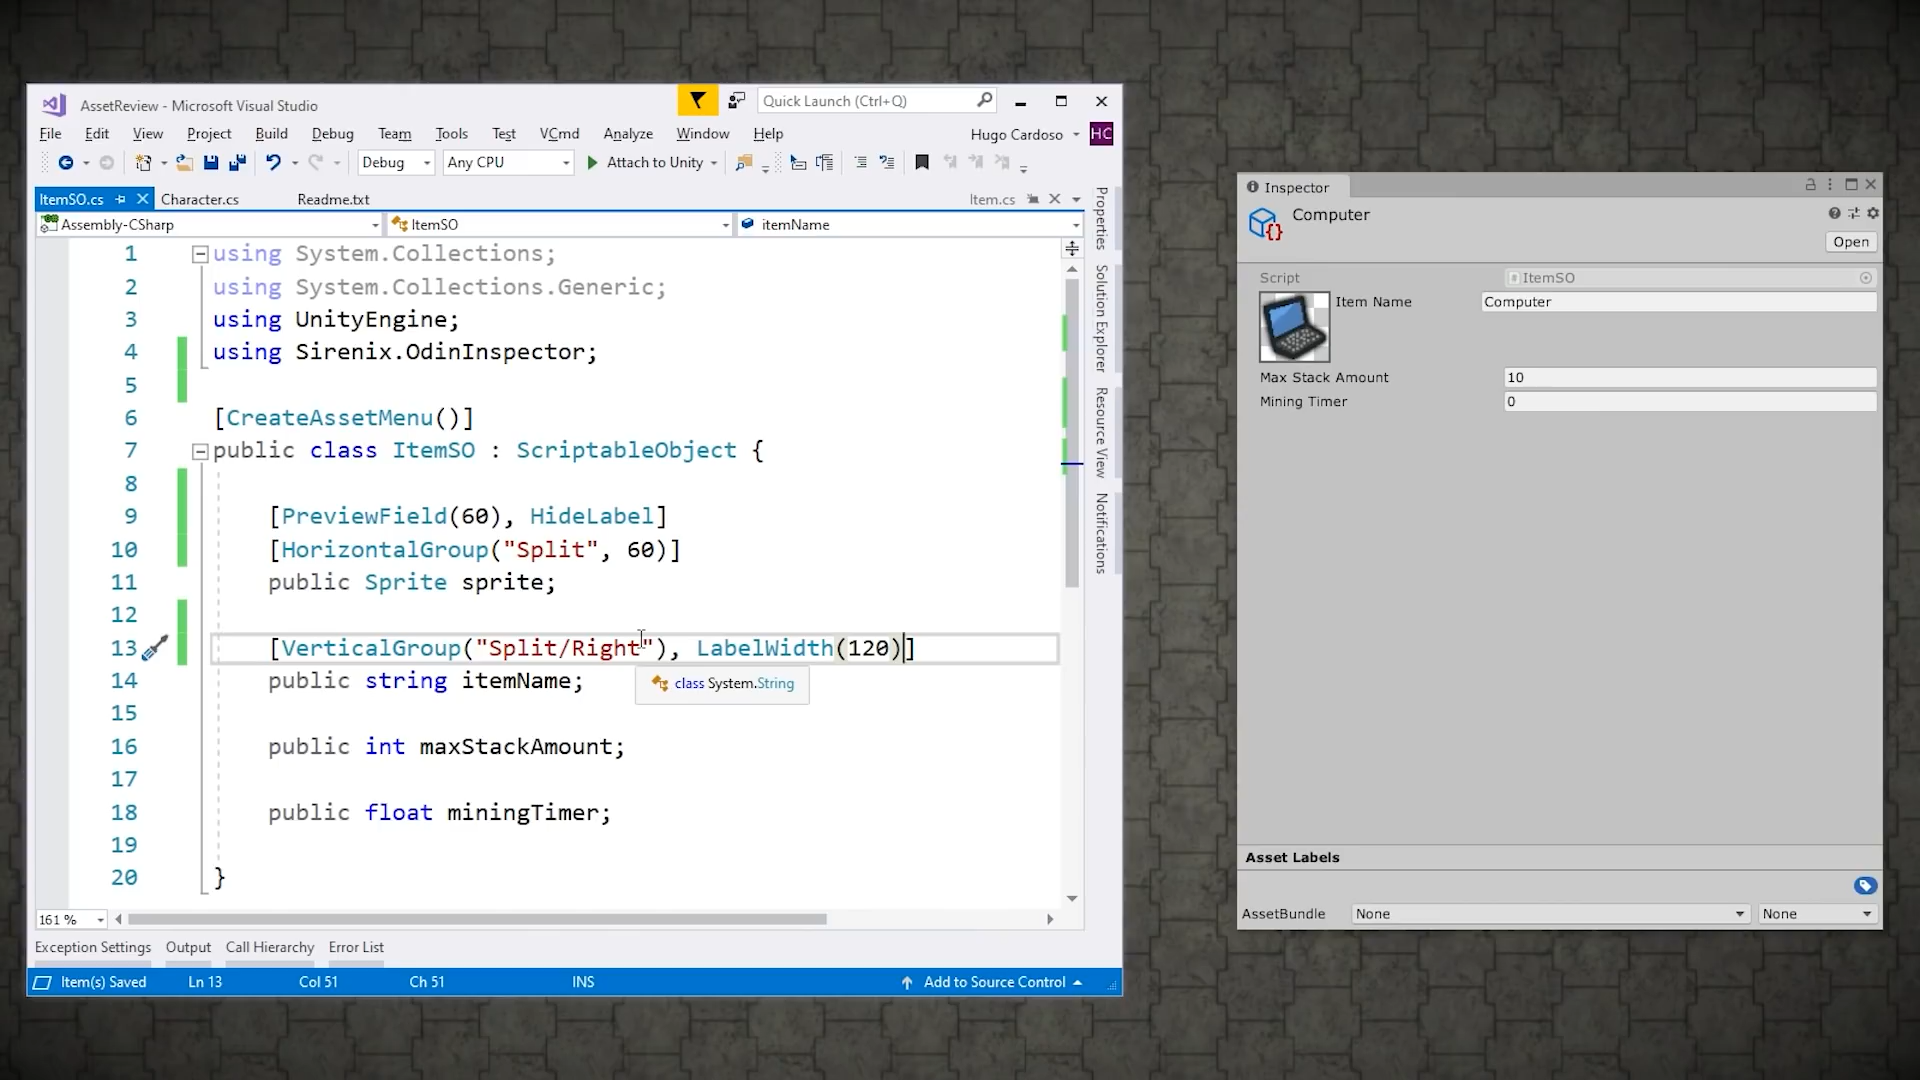 AssetReview - Microsoft Visual Studio
Quick Launch (Ctrl+Q)
File Edit View Project Build Debug Team Tools Test VCmd Analyze Window Help
Hugo Cardoso HC
Debug Any CPU Attach to Unity
ItemSO.cs Character.cs Readme.txt Item.cs
Assembly-CSharp ItemSO itemName
1 using System.Collections;
2 using System.Collections.Generic;
3 using UnityEngine;
4 using Sirenix.OdinInspector;
5
6 [CreateAssetMenu()]
7 public class ItemSO : ScriptableObject {
8
9 [PreviewField(60), HideLabel]
10 [HorizontalGroup("Split", 60)]
11 public Sprite sprite;
12
13 [VerticalGroup("Split/Right"), LabelWidth(120)]
14 public string itemName;
class System.String
15
16 public int maxStackAmount;
17
18 public float miningTimer;
19
20 }
161 %
Exception Settings Output Call Hierarchy Error List
Item(s) Saved Ln 13 Col 51 Ch 51 INS Add to Source Control
Properties
Solution Explorer
Resource View
Notifications
Inspector
Computer
Open
Script ItemSO
Item Name Computer
Max Stack Amount 10
Mining Timer 0
Asset Labels
AssetBundle None None